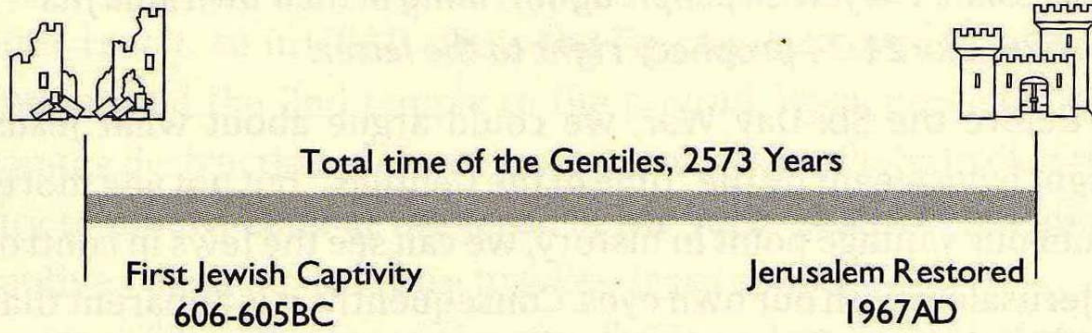 Total time of the Gentiles, 2573 Years
First Jewish Captivity
606-605BC
Jerusalem Restored
1967AD